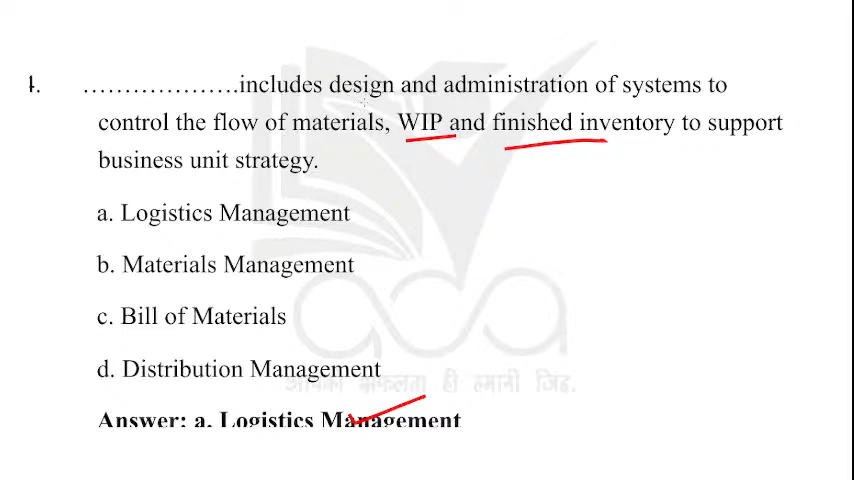 4. ....................includes design and administration of systems to
control the flow of materials, WIP and finished inventory to support
business unit strategy.
a. Logistics Management
b. Materials Management
c. Bill of Materials
d. Distribution Management
ही हमारी जिद.
Answer: a. Logistics Management